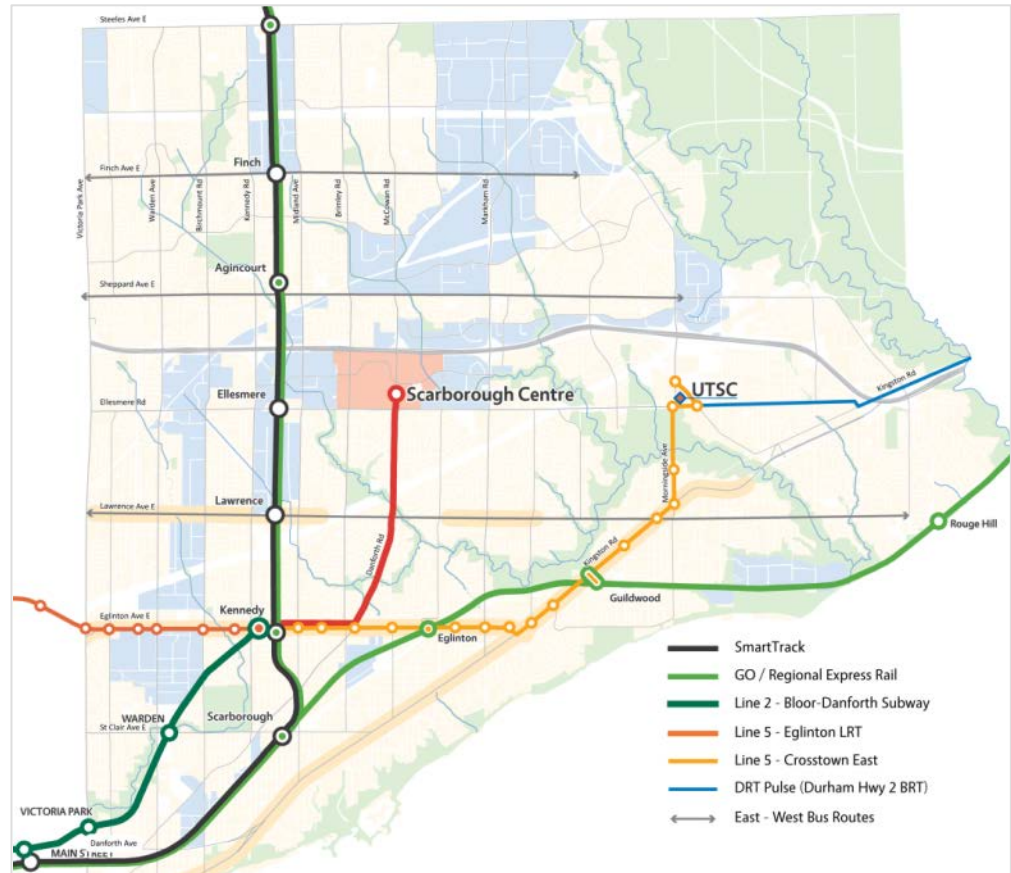 Steeles Ave E
Finch
Finch Ave E
Victoria Park Ave
Warden Ave
Birchmount Rd
Kennedy Rd
Midland Ave
Brimley Rd
McCowan Rd
Markham Rd
Agincourt
Sheppard Ave E
Ellesmere
Scarborough Centre
UTSC
Kingston Rd
Ellesmere Rd
Morningside Ave
Lawrence
Lawrence Ave E
Danforth Rd
Kingston Rd
Rouge Hill
Guildwood
Kennedy
Eglinton Ave E
Eglinton
Scarborough
WARDEN
St Clair Ave E
VICTORIA PARK
Danforth Ave
MAIN STREET
SmartTrack
GO / Regional Express Rail
Line 2 - Bloor-Danforth Subway
Line 5 - Eglinton LRT
Line 5 - Crosstown East
DRT Pulse (Durham Hwy 2 BRT)
East - West Bus Routes